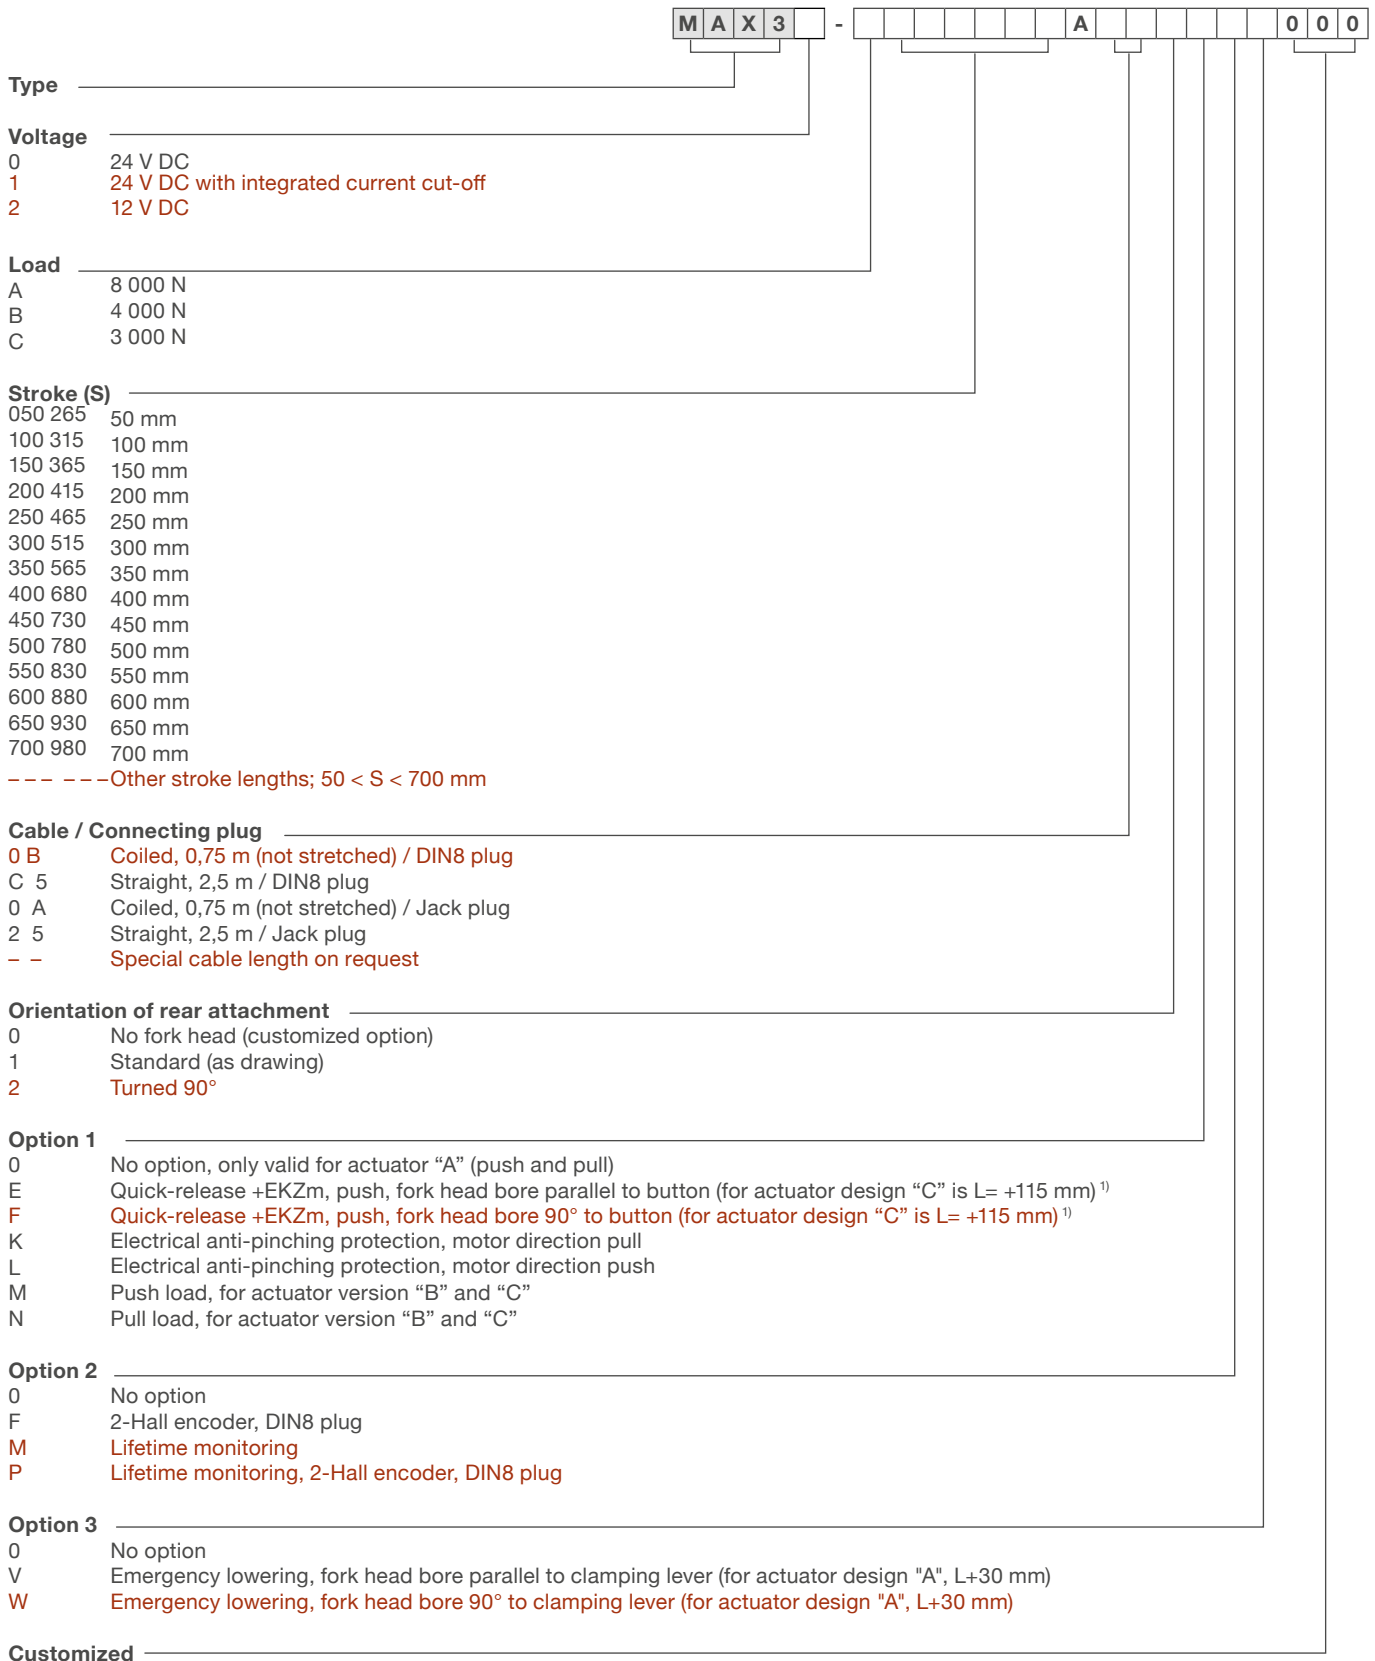 M A X 3 - A 0 0 0
Type
Voltage
0 24 V DC
1 24 V DC with integrated current cut-off
2 12 V DC
Load
A 8 000 N
B 4 000 N
C 3 000 N
Stroke (S)
050 265 50 mm
100 315 100 mm
150 365 150 mm
200 415 200 mm
250 465 250 mm
300 515 300 mm
350 565 350 mm
400 680 400 mm
450 730 450 mm
500 780 500 mm
550 830 550 mm
600 880 600 mm
650 930 650 mm
700 980 700 mm
– – – – – – Other stroke lengths; 50 < S < 700 mm
Cable / Connecting plug
0 B Coiled, 0,75 m (not stretched) / DIN8 plug
C 5 Straight, 2,5 m / DIN8 plug
0 A Coiled, 0,75 m (not stretched) / Jack plug
2 5 Straight, 2,5 m / Jack plug
– – Special cable length on request
Orientation of rear attachment
0 No fork head (customized option)
1 Standard (as drawing)
2 Turned 90°
Option 1
0 No option, only valid for actuator “A” (push and pull)
E Quick-release +EKZm, push, fork head bore parallel to button (for actuator design “C” is L= +115 mm) 1)
F Quick-release +EKZm, push, fork head bore 90° to button (for actuator design “C” is L= +115 mm) 1)
K Electrical anti-pinching protection, motor direction pull
L Electrical anti-pinching protection, motor direction push
M Push load, for actuator version “B” and “C”
N Pull load, for actuator version “B” and “C”
Option 2
0 No option
F 2-Hall encoder, DIN8 plug
M Lifetime monitoring
P Lifetime monitoring, 2-Hall encoder, DIN8 plug
Option 3
0 No option
V Emergency lowering, fork head bore parallel to clamping lever (for actuator design "A", L+30 mm)
W Emergency lowering, fork head bore 90° to clamping lever (for actuator design "A", L+30 mm)
Customized